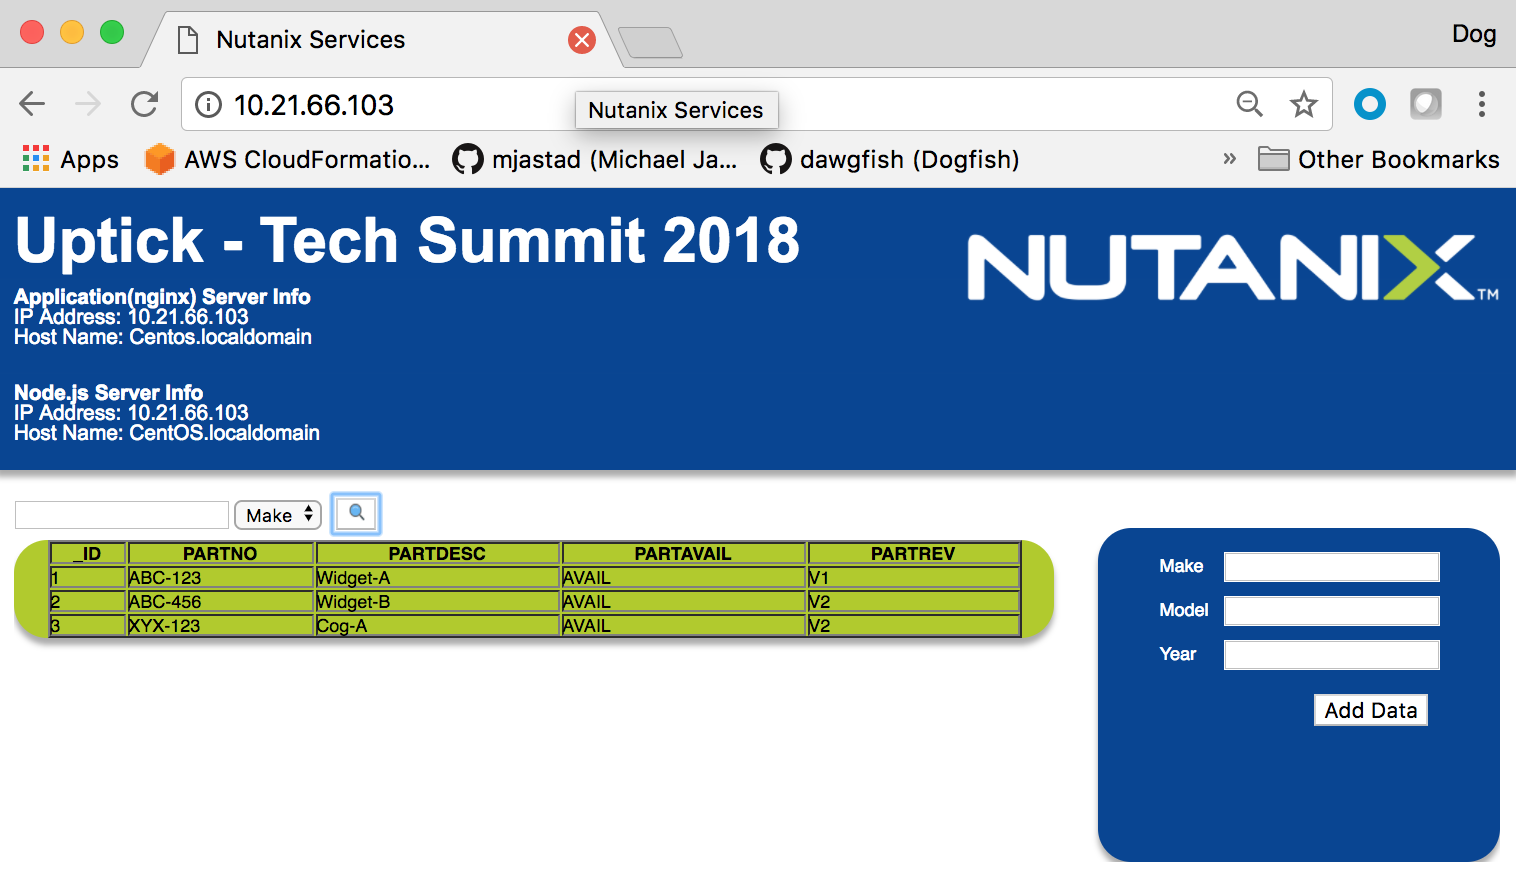 Nutanix Services
Dog
10.21.66.103
Nutanix Services
Apps
AWS CloudFormatio...
mjastad (Michael Ja...
dawgfish (Dogfish)
» Other Bookmarks
Uptick - Tech Summit 2018
NUTANIX™
Application(nginx) Server Info
IP Address: 10.21.66.103
Host Name: Centos.localdomain
Node.js Server Info
IP Address: 10.21.66.103
Host Name: CentOS.localdomain
Make
_ID PARTNO PARTDESC PARTAVAIL PARTREV
1 ABC-123 Widget-A AVAIL V1
2 ABC-456 Widget-B AVAIL V2
3 XYX-123 Cog-A AVAIL V2
Make
Model
Year
Add Data